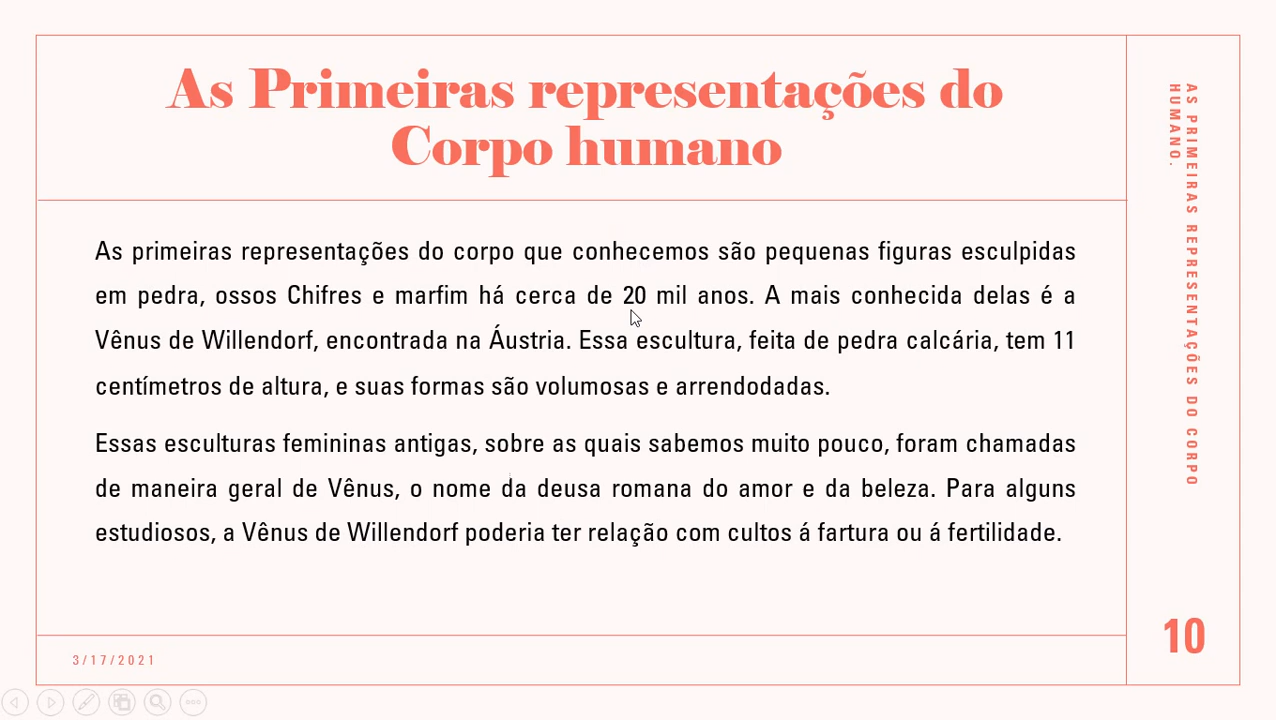 As Primeiras representações do
Corpo humano
As primeiras representações do corpo que conhecemos são pequenas figuras esculpidas
em pedra, ossos Chifres e marfim há cerca de 20 mil anos. A mais conhecida delas é a
Vênus de Willendorf, encontrada na Áustria. Essa escultura, feita de pedra calcária, tem 11
centímetros de altura, e suas formas são volumosas e arrendodadas.
Essas esculturas femininas antigas, sobre as quais sabemos muito pouco, foram chamadas
de maneira geral de Vênus, o nome da deusa romana do amor e da beleza. Para alguns
estudiosos, a Vênus de Willendorf poderia ter relação com cultos á fartura ou á fertilidade.
AS PRIMEIRAS REPRESENTAÇÕES DO CORPO
HUMANO.
10
3/17/2021